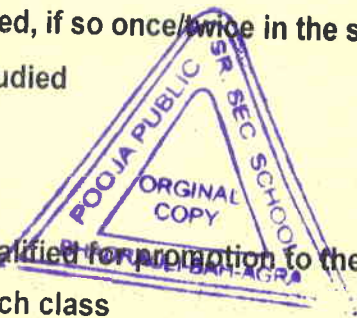 ed, if so once/twice in the s
udied
POOJA PUBLIC
SR. SEC SCHOOL
ORGINAL
COPY
alified for promotion to the
ch class